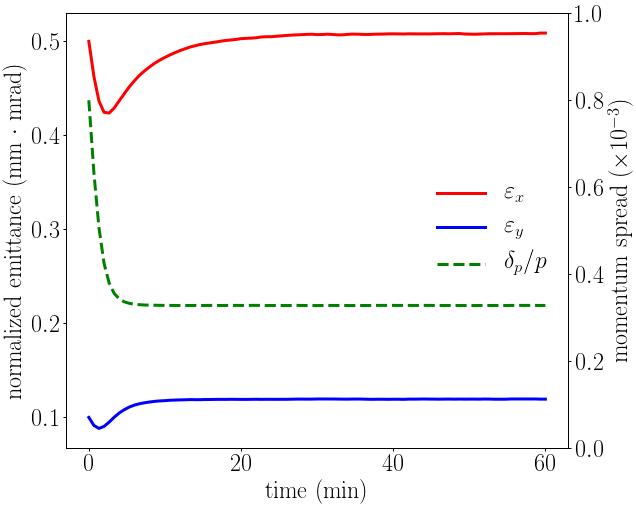 normalized emittance (mm · mrad)
0.5
0.4
0.3
0.2
0.1
0
20
40
60
time (min)
εx
εy
δp/p
1.0
0.8
0.6
0.4
0.2
0.0
momentum spread (×10⁻³)